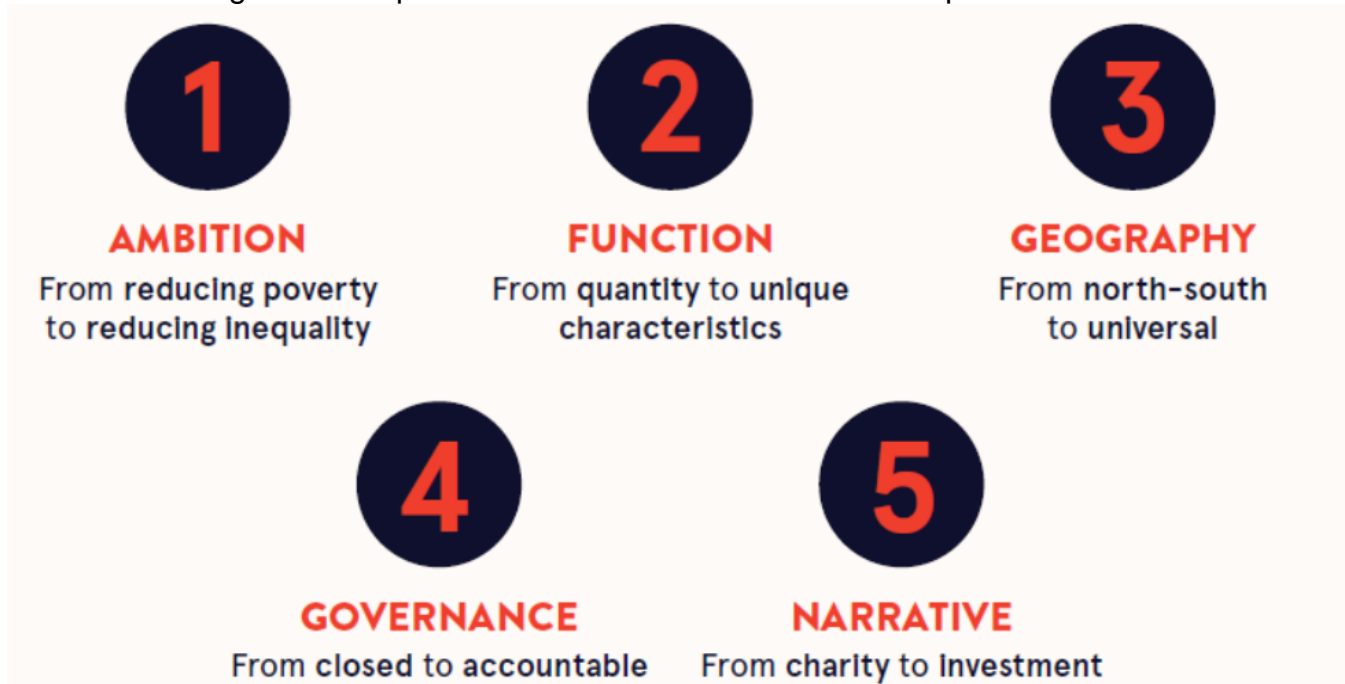 1
2
3
AMBITION
FUNCTION
GEOGRAPHY
From reducing poverty
to reducing inequality
From quantity to unique
characteristics
From north-south
to universal
4
5
GOVERNANCE
NARRATIVE
From closed to accountable
From charity to investment